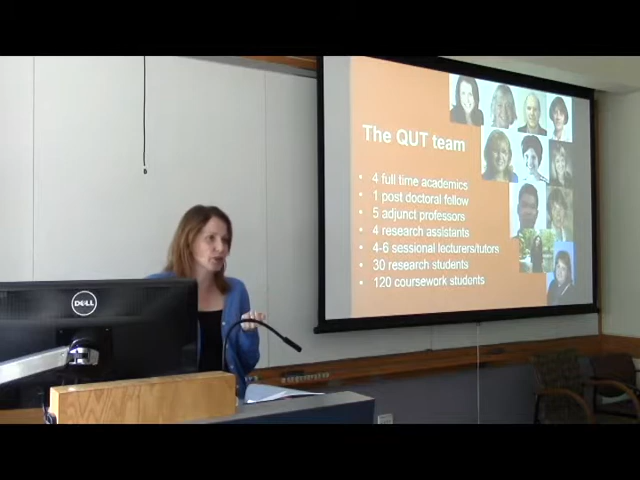 The QUT team
• 4 full time academics
• 1 post doctoral fellow
• 5 adjunct professors
• 4 research assistants
• 4-6 sessional lecturers/tutors
• 30 research students
• 120 coursework students
DELL